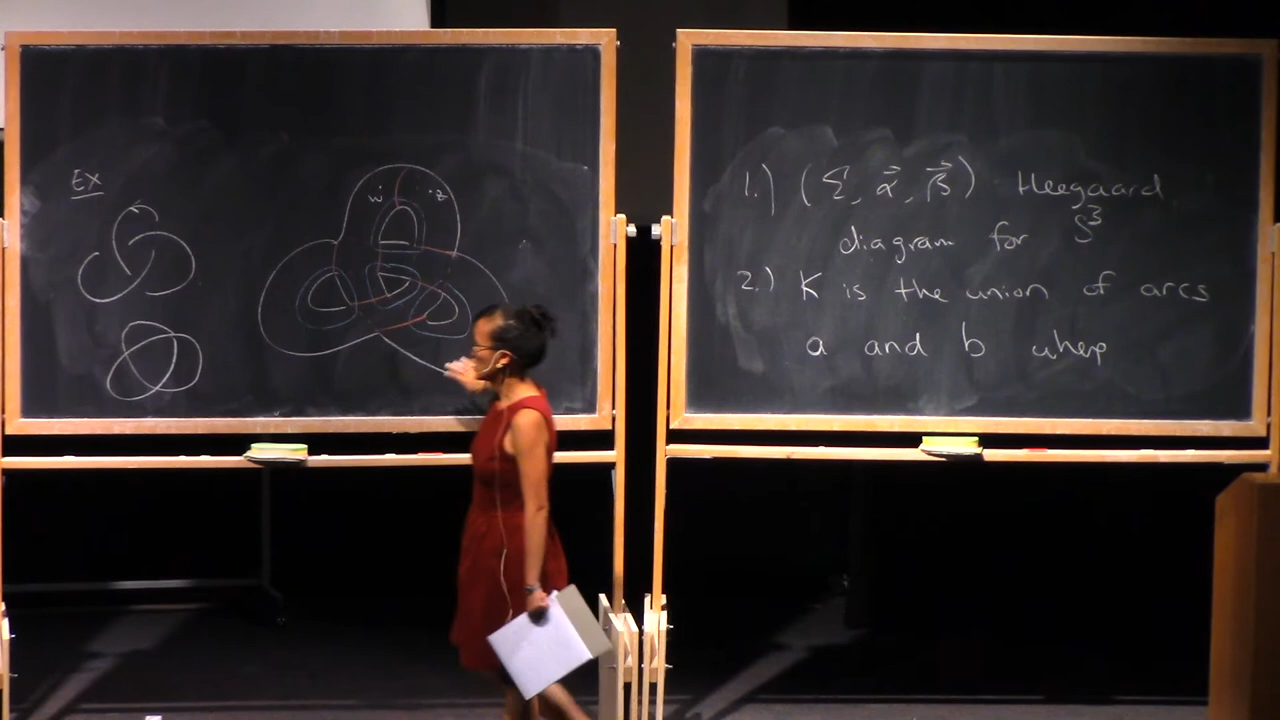 EX
w z
1.) (Σ, α⃗, β⃗) Heegaard
diagram for S³
2.) K is the union of arcs
a and b where